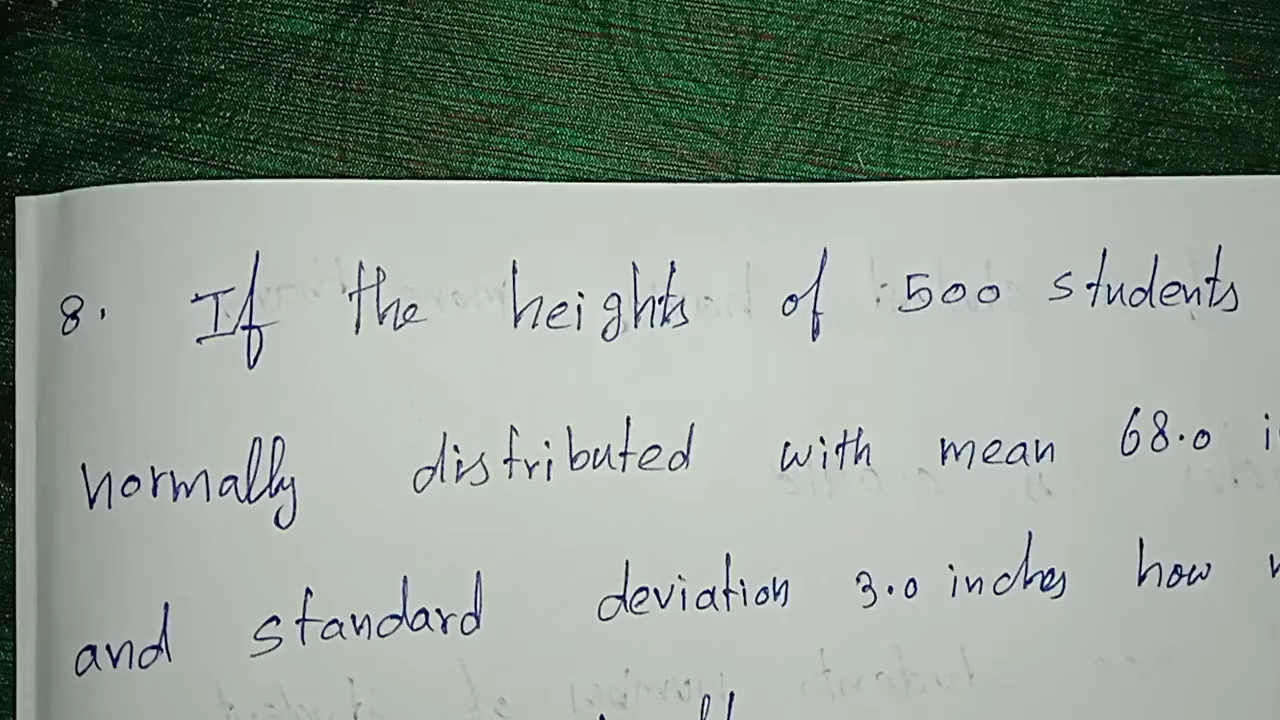 8. If the heights of 500 students
normally distributed with mean 68.0
and standard deviation 3.0 inches how